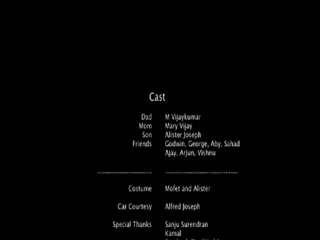 Cast
Dad M Vijaykumar
Mom Mary Vijay
Son Alister Joseph
Friends Godwin, George, Aby, Sahad
Ajay, Arjun, Vishnu
Costume Mofet and Alister
Car Courtesy Alfred Joseph
Special Thanks Sanju Surendran
Kamal